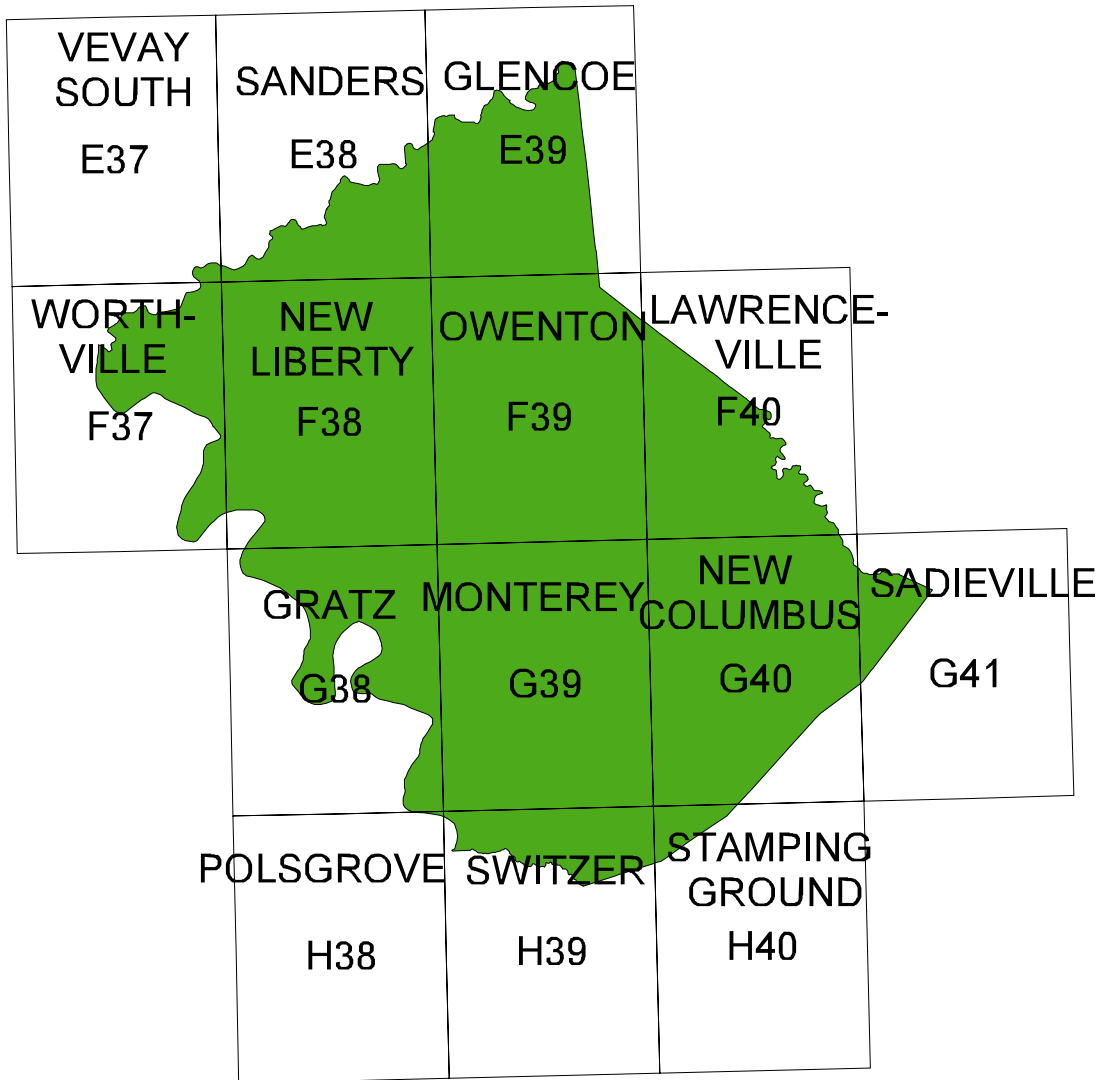 VEVAY
SOUTH
E37
SANDERS
E38
GLENCOE
E39
WORTH-
VILLE
F37
NEW
LIBERTY
F38
OWENTON
F39
LAWRENCE-
VILLE
F40
GRATZ
G38
MONTEREY
G39
NEW
COLUMBUS
G40
SADIEVILLE
G41
POLSGROVE
H38
SWITZER
H39
STAMPING
GROUND
H40